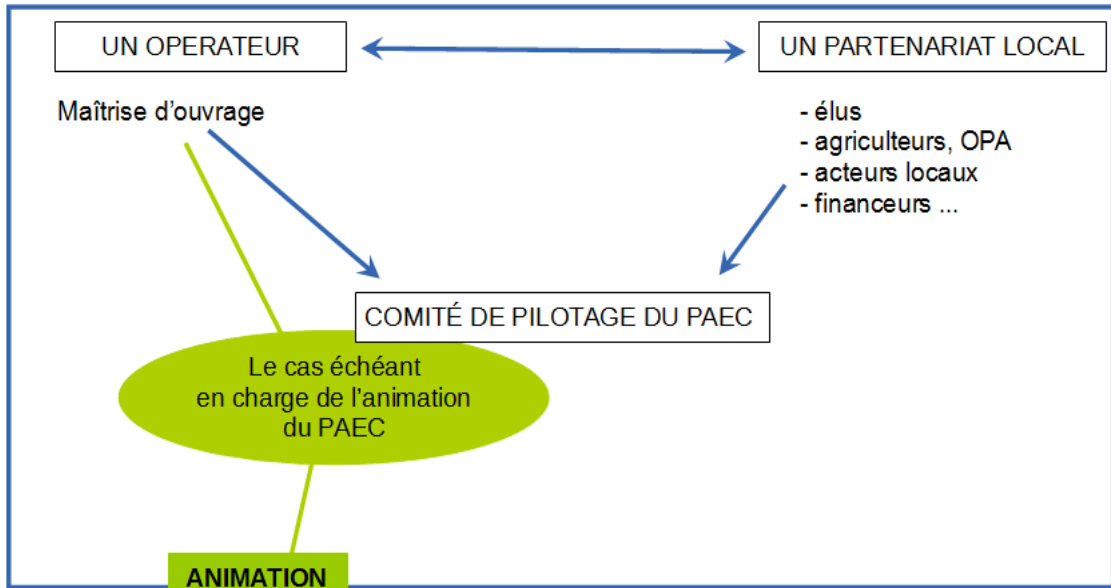 UN OPERATEUR
UN PARTENARIAT LOCAL
Maîtrise d’ouvrage
- élus
- agriculteurs, OPA
- acteurs locaux
- financeurs ...
COMITÉ DE PILOTAGE DU PAEC
Le cas échéant
en charge de l’animation
du PAEC
ANIMATION